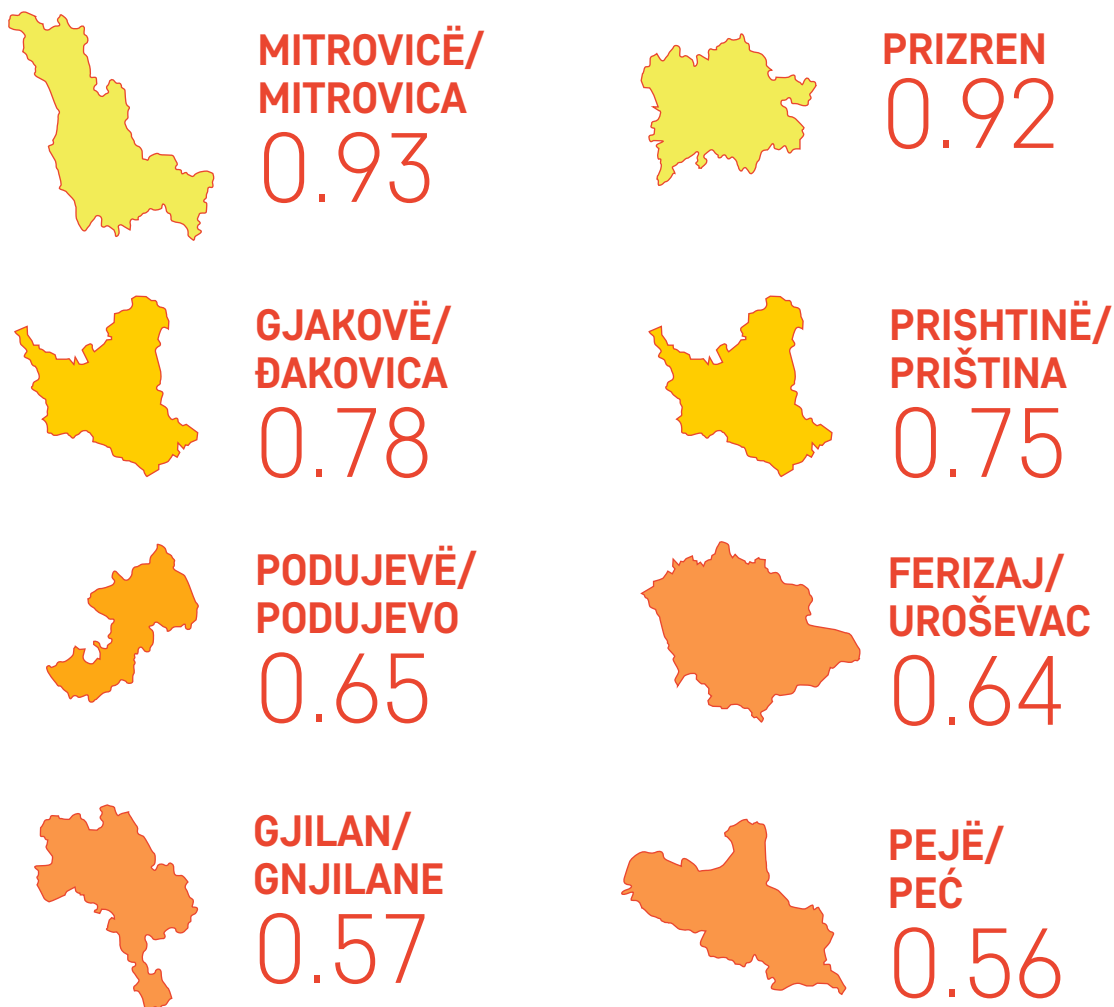 MITROVICË/
MITROVICA
0.93
PRIZREN
0.92
GJAKOVË/
ĐAKOVICA
0.78
PRISHTINË/
PRIŠTINA
0.75
PODUJEVË/
PODUJEVO
0.65
FERIZAJ/
UROŠEVAC
0.64
GJILAN/
GNJILANE
0.57
PEJË/
PEĆ
0.56